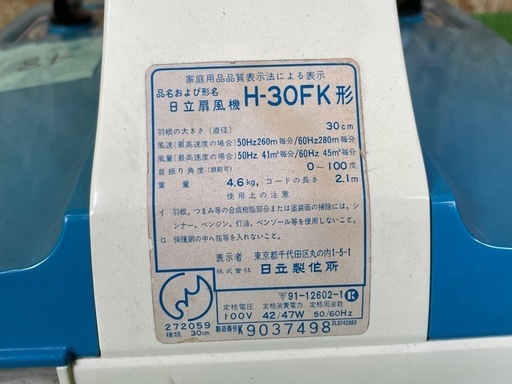 家庭用品品質表示法による表示
品名および形名
日立扇風機 H-30FK形
羽根の大きさ(直径) 30cm
風速(最高速度の場合) 50Hz260m毎分/60Hz280m毎分
風量(最高速度の場合) 50Hz 41m³毎分/60Hz 45m³毎分
首振り角度(調節可) 0~100度
重量 4.6kg, コードの長さ 2.1m
使用上の注意
イ 羽根、つまみ等の合成樹脂部分または塗装面の掃除には、シンナー、ベンジン、灯油、ベンゾール等を使用しないこと。
ロ 保護網の中へ指等を入れないこと。
表示者 東京都千代田区丸の内1-5-1
株式会社 日立製作所
91-12602-1
定格電圧 定格消費電力 定格周波数
100V 42/47W 50/60Hz
272059
種類 30cm
製造番号 K9037498